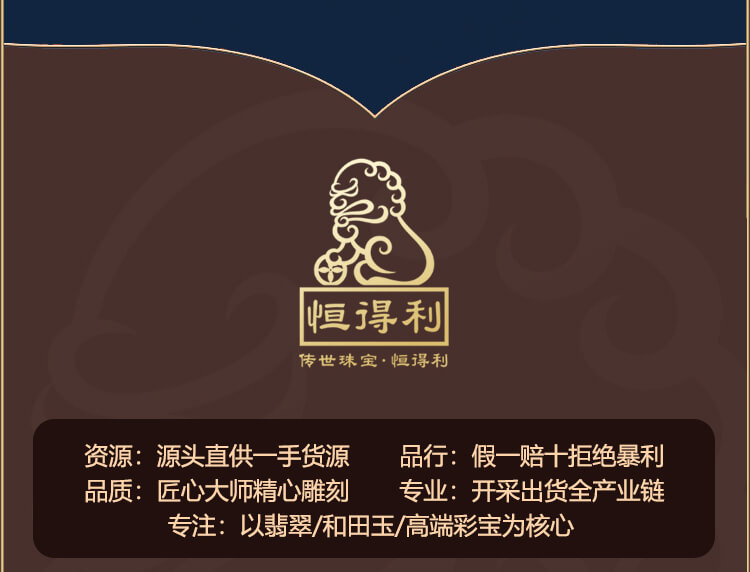 恒得利
传世珠宝·恒得利
资源：源头直供一手货源 品行：假一赔十拒绝暴利
品质：匠心大师精心雕刻 专业：开采出货全产业链
专注：以翡翠/和田玉/高端彩宝为核心